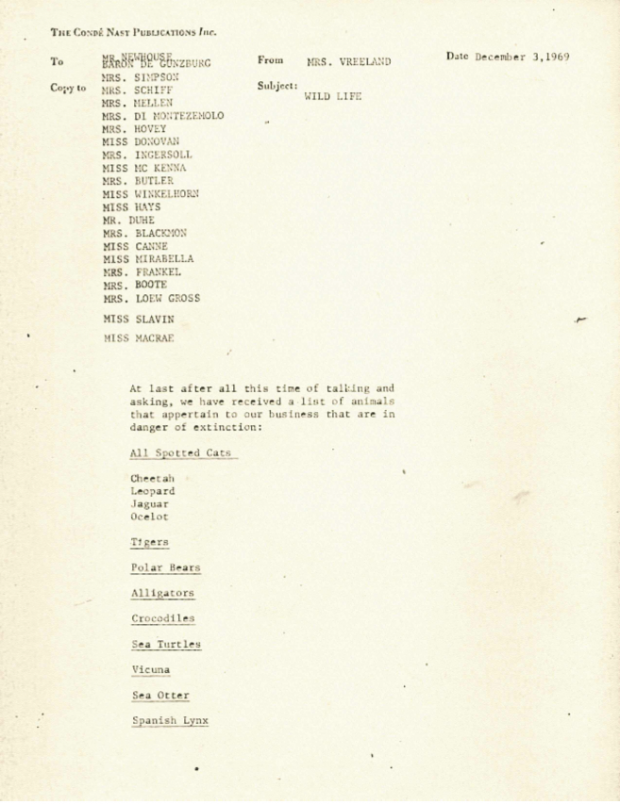 THE CONDÉ NAST PUBLICATIONS Inc.
To MR. NEWHOUSE From MRS. VREELAND Date December 3, 1969
BARON DE GUNZBURG
MRS. SIMPSON
Copy to MRS. SCHIFF Subject: WILD LIFE
MRS. MELLEN
MRS. DI MONTEZEMOLO
MRS. HOVEY
MISS DONOVAN
MRS. INGERSOLL
MISS MC KENNA
MRS. BUTLER
MISS WINKELHORN
MISS HAYS
MR. DUHE
MRS. BLACKMON
MISS CANNE
MISS MIRABELLA
MRS. FRANKEL
MRS. BOOTE
MRS. LOEW GROSS
MISS SLAVIN
MISS MACRAE
At last after all this time of talking and
asking, we have received a list of animals
that appertain to our business that are in
danger of extinction:
All Spotted Cats
Cheetah
Leopard
Jaguar
Ocelot
Tigers
Polar Bears
Alligators
Crocodiles
Sea Turtles
Vicuna
Sea Otter
Spanish Lynx